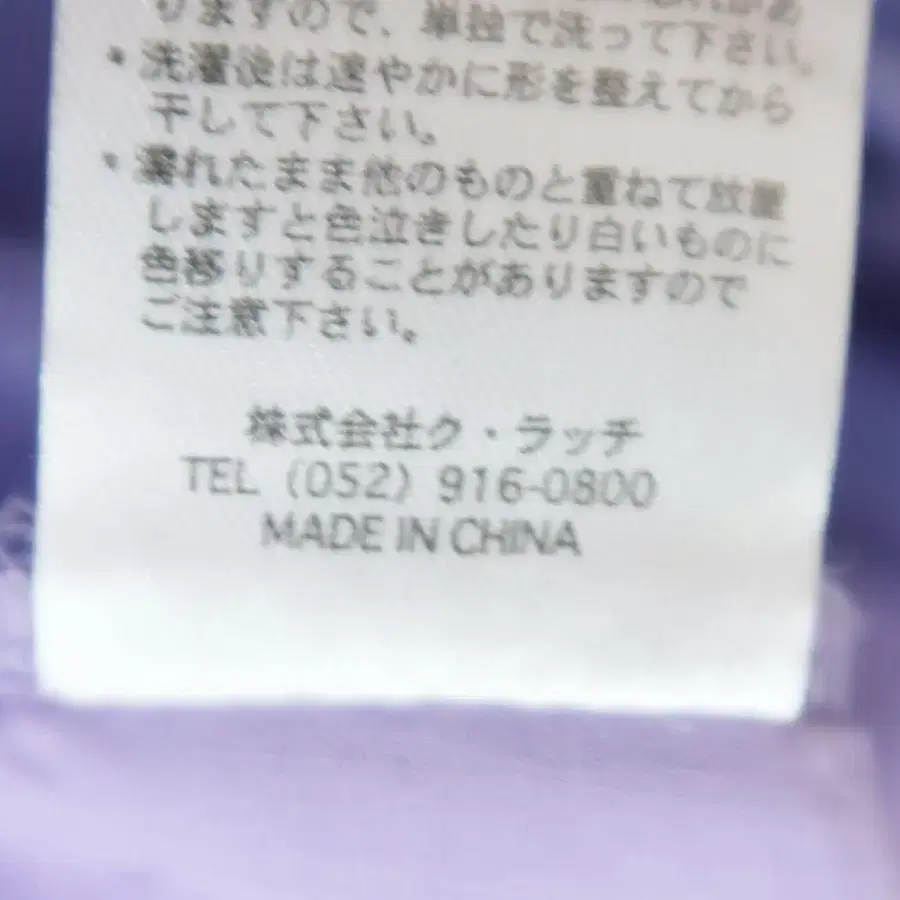 りますので、単独で洗って下さい。
・洗濯後は速やかに形を整えてから
干して下さい。
・濡れたまま他のものと重ねて放置
しますと色泣きしたり白いものに
色移りすることがありますので
ご注意下さい。
株式会社ク・ラッチ
TEL (052) 916-0800
MADE IN CHINA